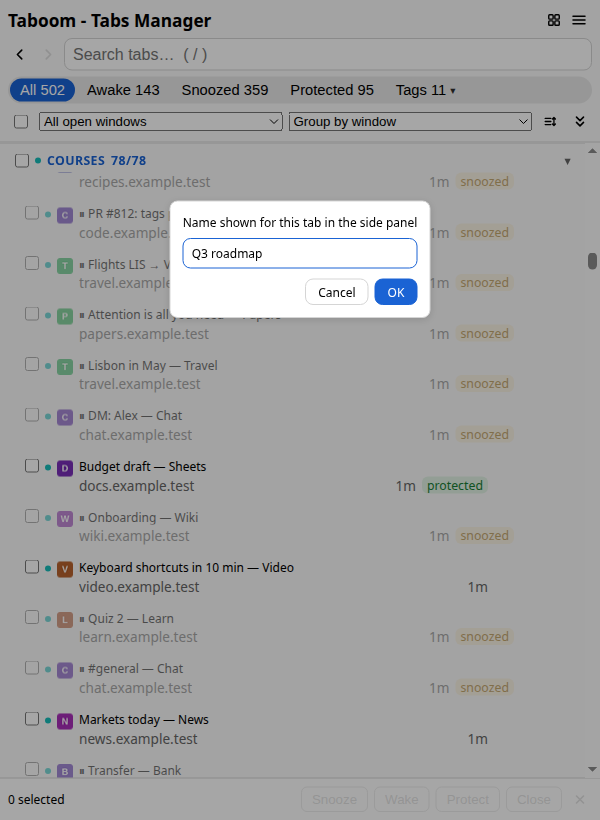 Taboom - Tabs Manager
Search tabs… ( / )
All 502 Awake 143 Snoozed 359 Protected 95 Tags 11 ▾
All open windows Group by window
COURSES 78/78 ▼
recipes.example.test 1m snoozed
C PR #812: tags
code.example 1m snoozed
T Flights LIS →
travel.example 1m snoozed
Name shown for this tab in the side panel
Q3 roadmap
Cancel OK
P Attention is all
papers.example.test 1m snoozed
T Lisbon in May — Travel
travel.example.test 1m snoozed
C DM: Alex — Chat
chat.example.test 1m snoozed
D Budget draft — Sheets
docs.example.test 1m protected
W Onboarding — Wiki
wiki.example.test 1m snoozed
V Keyboard shortcuts in 10 min — Video
video.example.test 1m
L Quiz 2 — Learn
learn.example.test 1m snoozed
C #general — Chat
chat.example.test 1m snoozed
N Markets today — News
news.example.test 1m
B Transfer — Bank
0 selected Snooze Wake Protect Close ✕